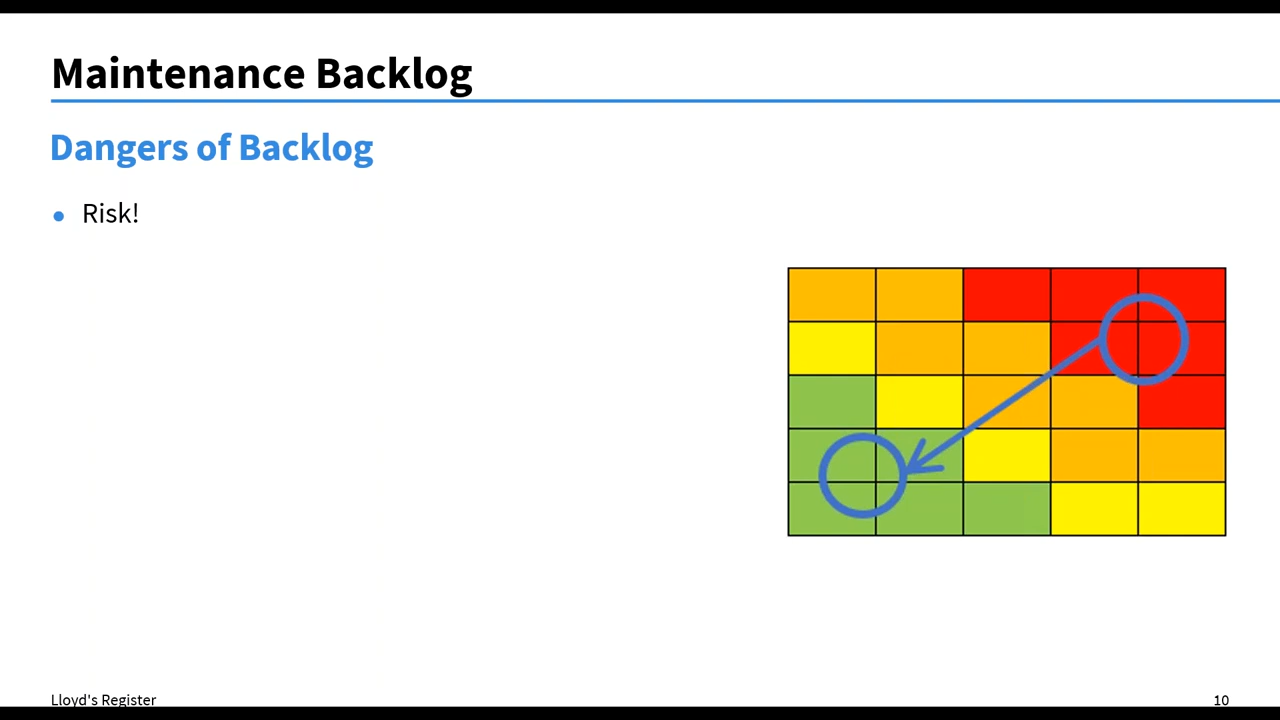 Maintenance Backlog
Dangers of Backlog
• Risk!
Lloyd's Register
10